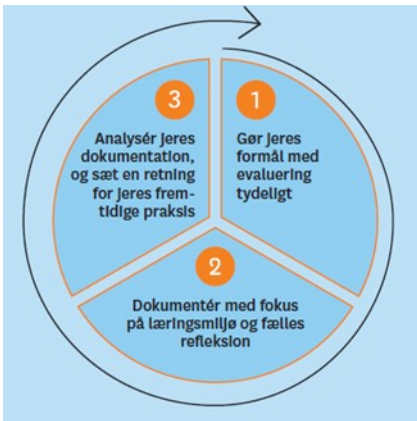 1
Gør jeres
formål med
evaluering
tydeligt
2
Dokumentér med fokus
på læringsmiljø og fælles
refleksion
3
Analysér jeres
dokumentation,
og sæt en retning
for jeres frem-
tidige praksis